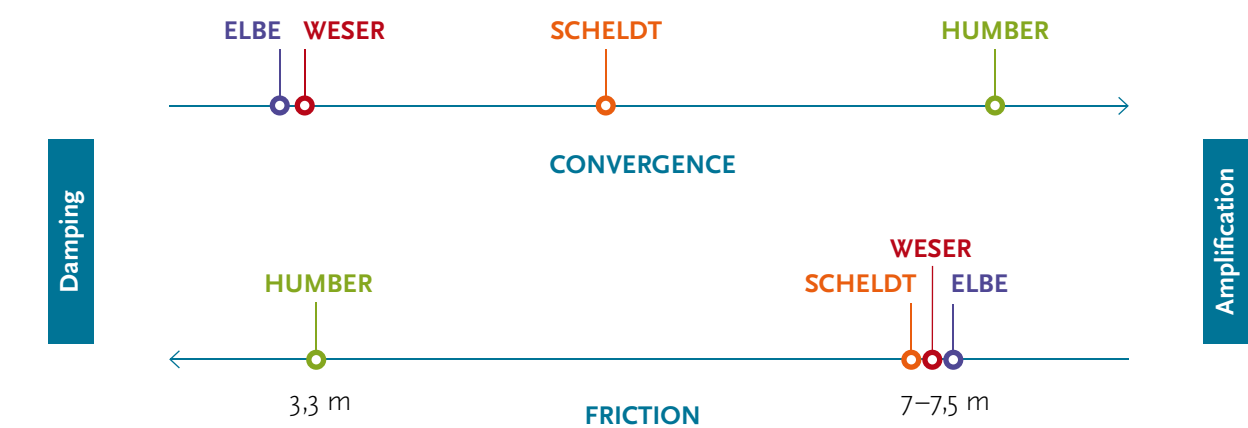 ELBE WESER SCHELDT HUMBER
CONVERGENCE
Damping
Amplification
WESER
HUMBER SCHELDT ELBE
3,3 m 7–7,5 m
FRICTION